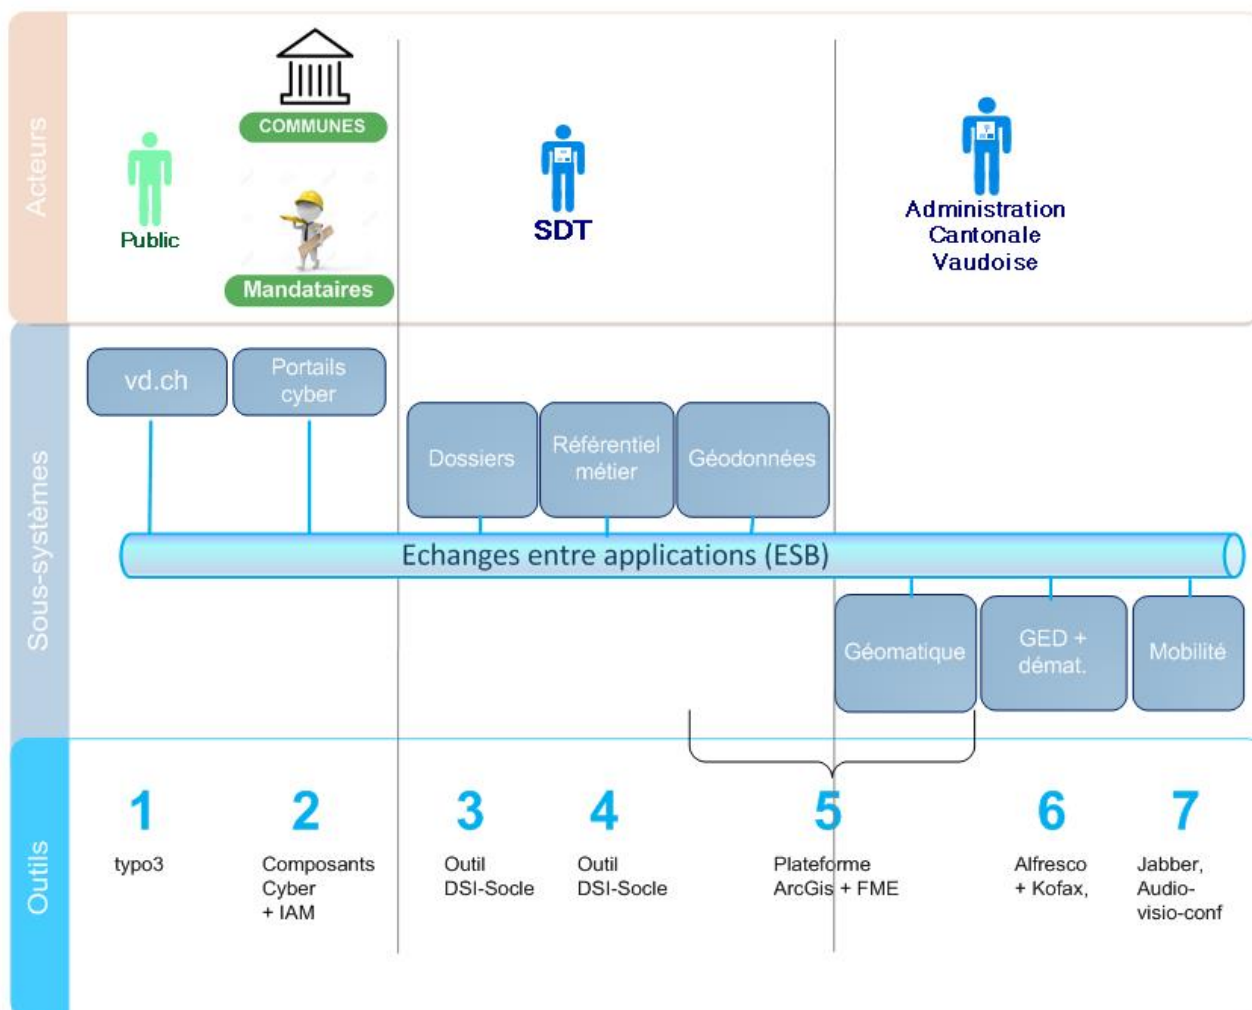 Acteurs
COMMUNES
Public
Mandataires
SDT
Administration
Cantonale
Vaudoise
Sous-systèmes
vd.ch
Portails
cyber
Dossiers
Référentiel
métier
Géodonnées
Echanges entre applications (ESB)
Géomatique
GED +
démat.
Mobilité
Outils
1
typo3
2
Composants
Cyber
+ IAM
3
Outil
DSI-Socle
4
Outil
DSI-Socle
5
Plateforme
ArcGis + FME
6
Alfresco
+ Kofax,
7
Jabber,
Audio-
visio-conf